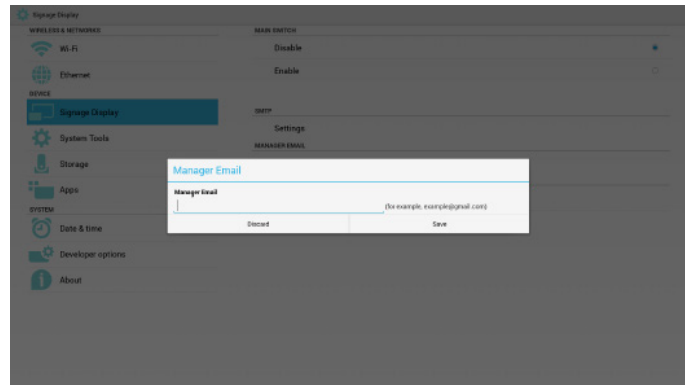 Signage Display
WIRELESS & NETWORKS
Wi-Fi
Ethernet
DEVICE
Signage Display
System Tools
Storage
Apps
SYSTEM
Date & time
Developer options
About
MAIN SWITCH
Disable
Enable
SMTP
Settings
MANAGER EMAIL
Manager Email
Manager Email
(for example, example@gmail.com)
Discard
Save